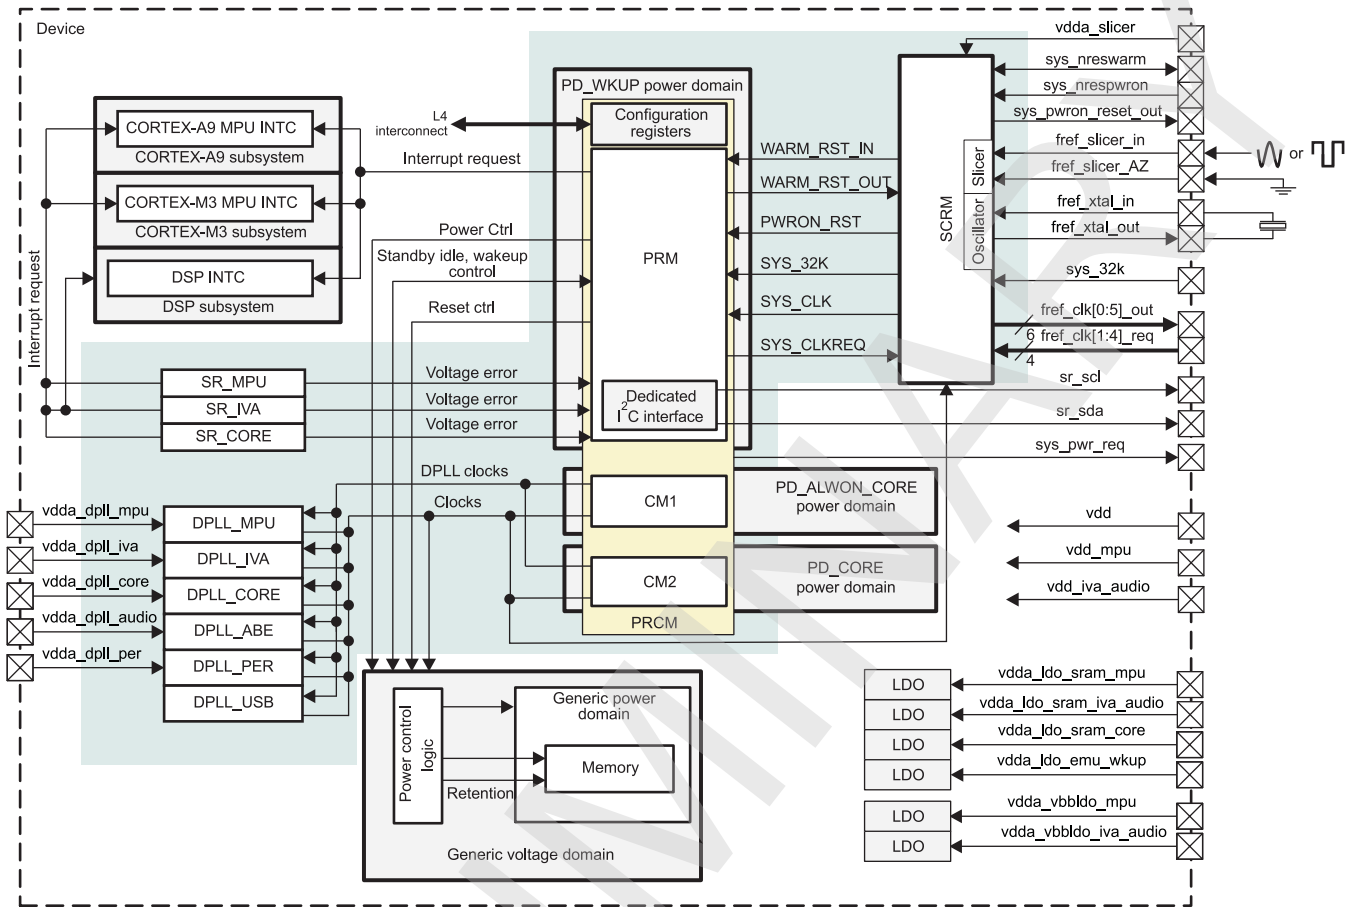 Device
vdda_slicer
sys_nreswarm
sys_nrespwron
sys_pwron_reset_out
fref_slicer_in
or
fref_slicer_AZ
fref_xtal_in
fref_xtal_out
sys_32k
fref_clk[0:5]_out
6
fref_clk[1:4]_req
4
sr_scl
sr_sda
sys_pwr_req
vdd
vdd_mpu
vdd_iva_audio
SCRM
Slicer
Oscillator
PD_WKUP power domain
Configuration
registers
L4
interconnect
CORTEX-A9 MPU INTC
CORTEX-A9 subsystem
CORTEX-M3 MPU INTC
CORTEX-M3 subsystem
DSP INTC
DSP subsystem
Interrupt request
Interrupt request
Power Ctrl
Standby idle, wakeup
control
Reset ctrl
PRM
WARM_RST_IN
WARM_RST_OUT
PWRON_RST
SYS_32K
SYS_CLK
SYS_CLKREQ
Dedicated
I2C interface
SR_MPU
SR_IVA
SR_CORE
Voltage error
Voltage error
Voltage error
DPLL clocks
Clocks
CM1
PD_ALWON_CORE
power domain
CM2
PD_CORE
power domain
PRCM
vdda_dpll_mpu
vdda_dpll_iva
vdda_dpll_core
vdda_dpll_audio
vdda_dpll_per
DPLL_MPU
DPLL_IVA
DPLL_CORE
DPLL_ABE
DPLL_PER
DPLL_USB
Power control
logic
Generic power
domain
Memory
Retention
Generic voltage domain
LDO
vdda_ldo_sram_mpu
LDO
vdda_ldo_sram_iva_audio
LDO
vdda_ldo_sram_core
LDO
vdda_ldo_emu_wkup
LDO
vdda_vbbldo_mpu
LDO
vdda_vbbldo_iva_audio